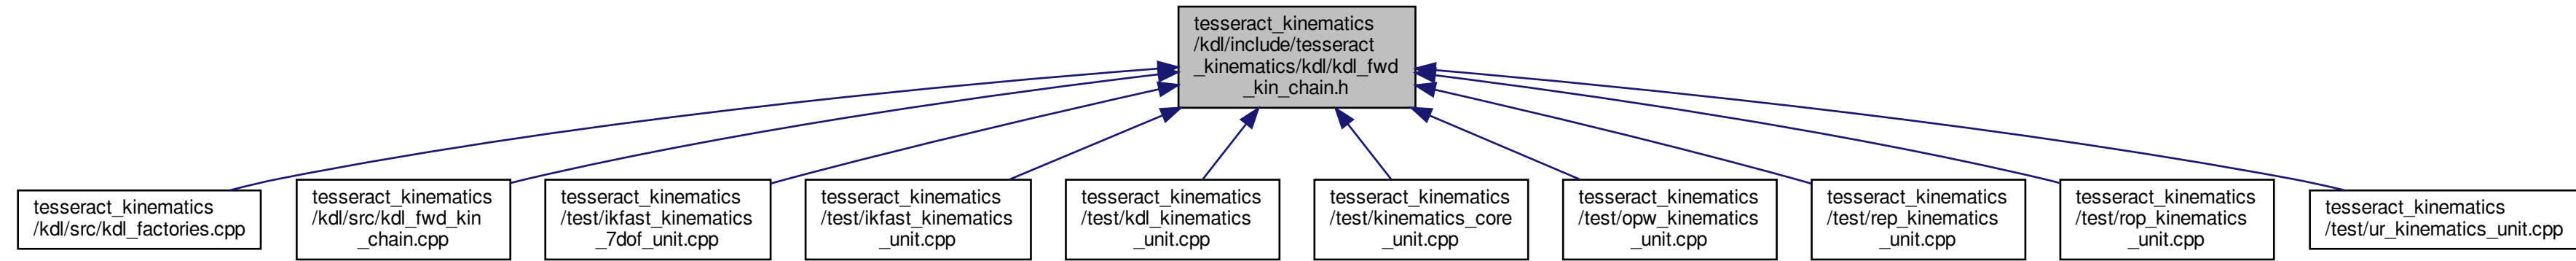 tesseract_kinematics
/kdl/include/tesseract
_kinematics/kdl/kdl_fwd
_kin_chain.h
tesseract_kinematics
/kdl/src/kdl_factories.cpp
tesseract_kinematics
/kdl/src/kdl_fwd_kin
_chain.cpp
tesseract_kinematics
/test/ikfast_kinematics
_7dof_unit.cpp
tesseract_kinematics
/test/ikfast_kinematics
_unit.cpp
tesseract_kinematics
/test/kdl_kinematics
_unit.cpp
tesseract_kinematics
/test/kinematics_core
_unit.cpp
tesseract_kinematics
/test/opw_kinematics
_unit.cpp
tesseract_kinematics
/test/rep_kinematics
_unit.cpp
tesseract_kinematics
/test/rop_kinematics
_unit.cpp
tesseract_kinematics
/test/ur_kinematics_unit.cpp